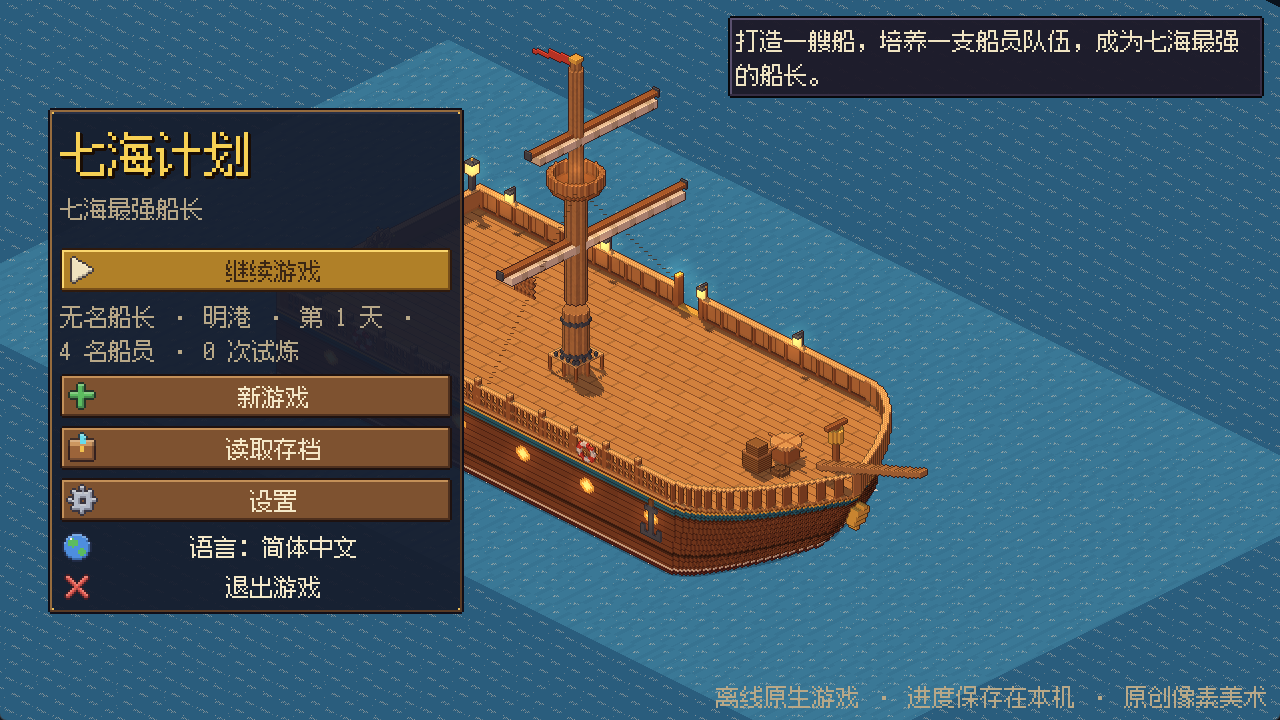 打造一艘船，培养一支船员队伍，成为七海最强
的船长。
七海计划
七海最强船长
继续游戏
无名船长 · 明港 · 第 1 天 ·
4 名船员 · 0 次试炼
新游戏
读取存档
设置
语言：简体中文
退出游戏
离线原生游戏 · 进度保存在本机 · 原创像素美术